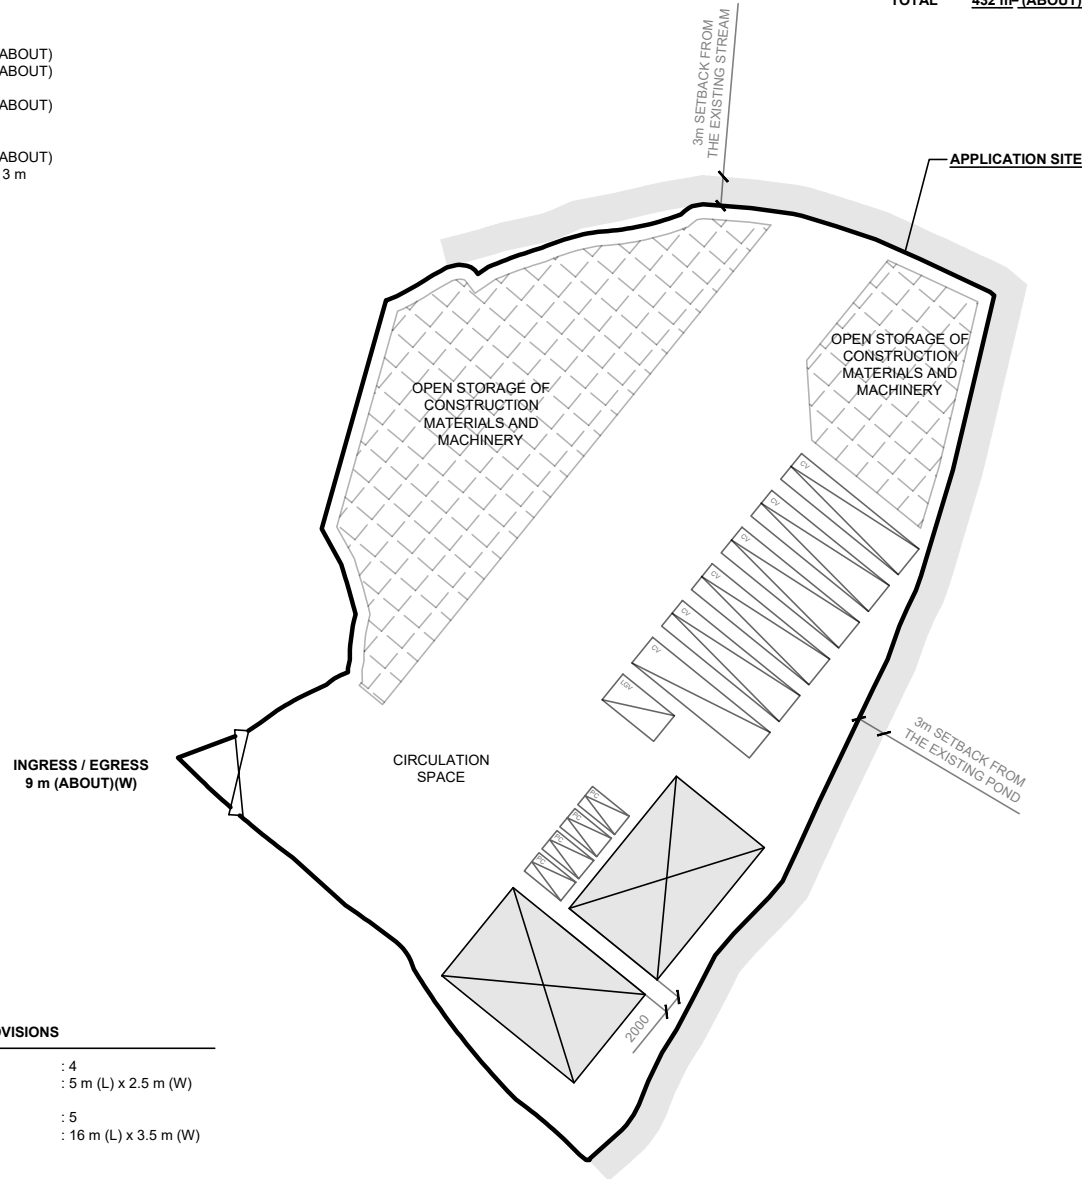 TOTAL 432 m² (ABOUT)
ABOUT)
ABOUT)
ABOUT)
ABOUT)
3 m
3m SETBACK FROM
THE EXISTING STREAM
APPLICATION SITE
OPEN STORAGE OF
CONSTRUCTION
MATERIALS AND
MACHINERY
OPEN STORAGE OF
CONSTRUCTION
MATERIALS AND
MACHINERY
CV
CV
CV
CV
CV
CV
LGV
3m SETBACK FROM
THE EXISTING POND
INGRESS / EGRESS
9 m (ABOUT)(W)
CIRCULATION
SPACE
PC
PC
PC
PC
2000
OVISIONS
: 4
: 5 m (L) x 2.5 m (W)
: 5
: 16 m (L) x 3.5 m (W)